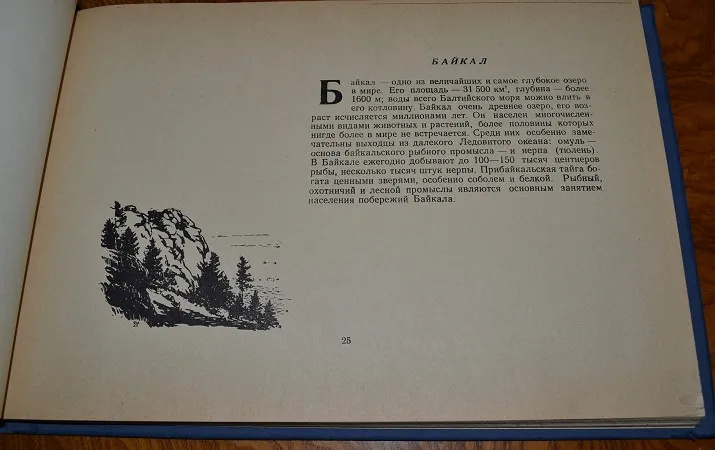 БАЙКАЛ
Байкал — одно из величайших и самое глубокое озеро
в мире. Его площадь — 31 500 км², глубина — более
1600 м; воды всего Балтийского моря можно влить в
его котловину. Байкал очень древнее озеро, его воз-
раст исчисляется миллионами лет. Он населен многочислен-
ными видами животных и растений, более половины которых
нигде более в мире не встречается. Среди них особенно заме-
чательны выходцы из далекого Ледовитого океана: омуль —
основа байкальского рыбного промысла — и нерпа (тюлень).
В Байкале ежегодно добывают до 100—150 тысяч центнеров
рыбы, несколько тысяч штук нерпы. Прибайкальская тайга бо-
гата ценными зверями, особенно соболем и белкой. Рыбный,
охотничий и лесной промыслы являются основным занятием
населения побережий Байкала.
25